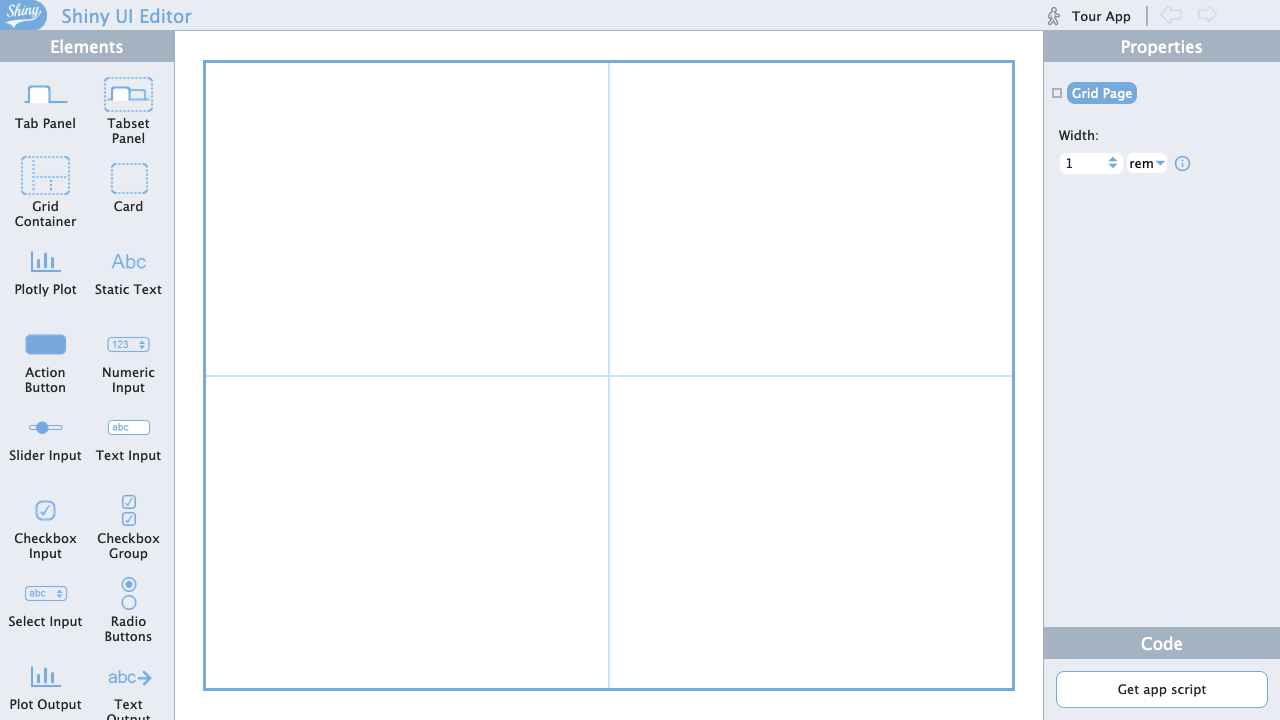 Shiny
Shiny UI Editor
Tour App
Elements
Tab Panel
Tabset
Panel
Grid
Container
Card
Plotly Plot
Abc
Static Text
Action
Button
123
Numeric
Input
Slider Input
abc
Text Input
Checkbox
Input
Checkbox
Group
abc
Select Input
Radio
Buttons
Plot Output
abc
Text
Output
Properties
Grid Page
Width:
1
rem
Code
Get app script